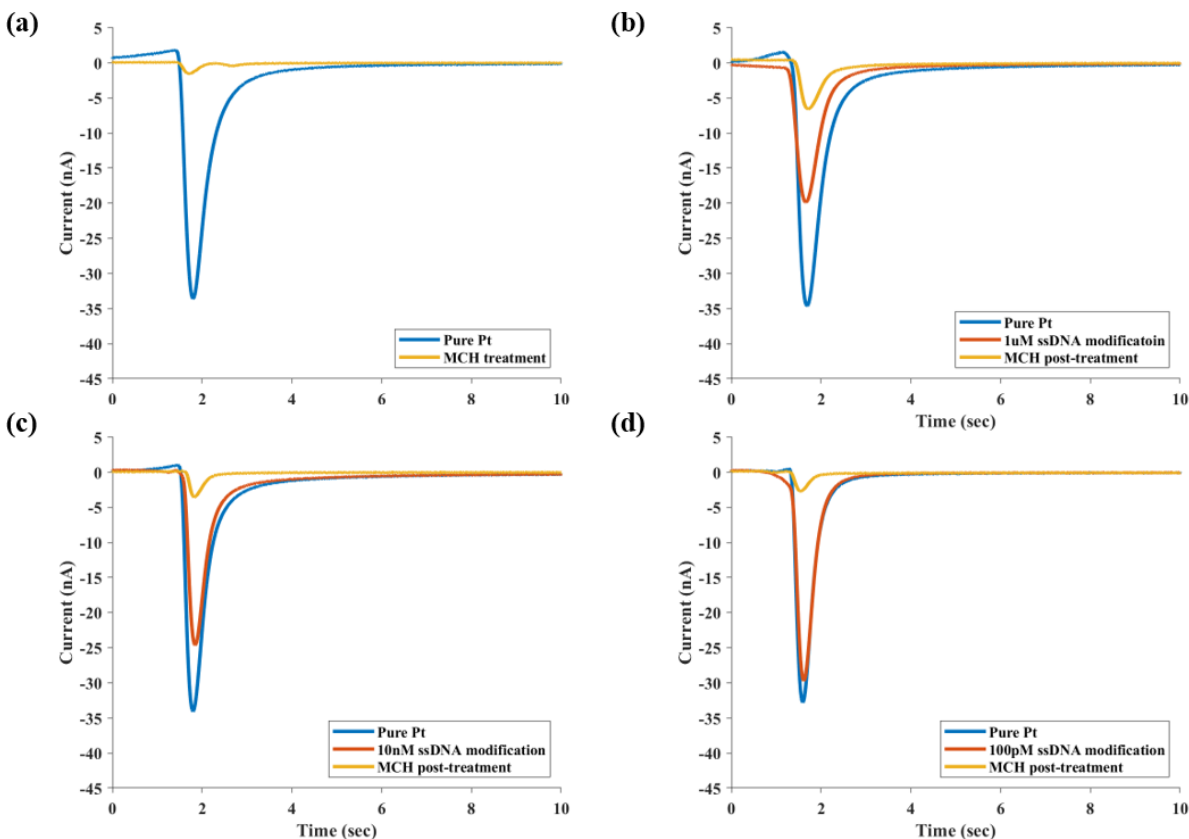 (a)
5
0
-5
-10
-15
-20
-25
-30
-35
-40
-45
Current (nA)
0 2 4 6 8 10
Pure Pt
MCH treatment
(b)
5
0
-5
-10
-15
-20
-25
-30
-35
-40
-45
Current (nA)
0 2 4 6 8 10
Time (sec)
Pure Pt
1uM ssDNA modificatoin
MCH post-treatment
(c)
5
0
-5
-10
-15
-20
-25
-30
-35
-40
-45
Current (nA)
0 2 4 6 8 10
Time (sec)
Pure Pt
10nM ssDNA modification
MCH post-treatment
(d)
5
0
-5
-10
-15
-20
-25
-30
-35
-40
-45
Current (nA)
0 2 4 6 8 10
Time (sec)
Pure Pt
100pM ssDNA modification
MCH post-treatment